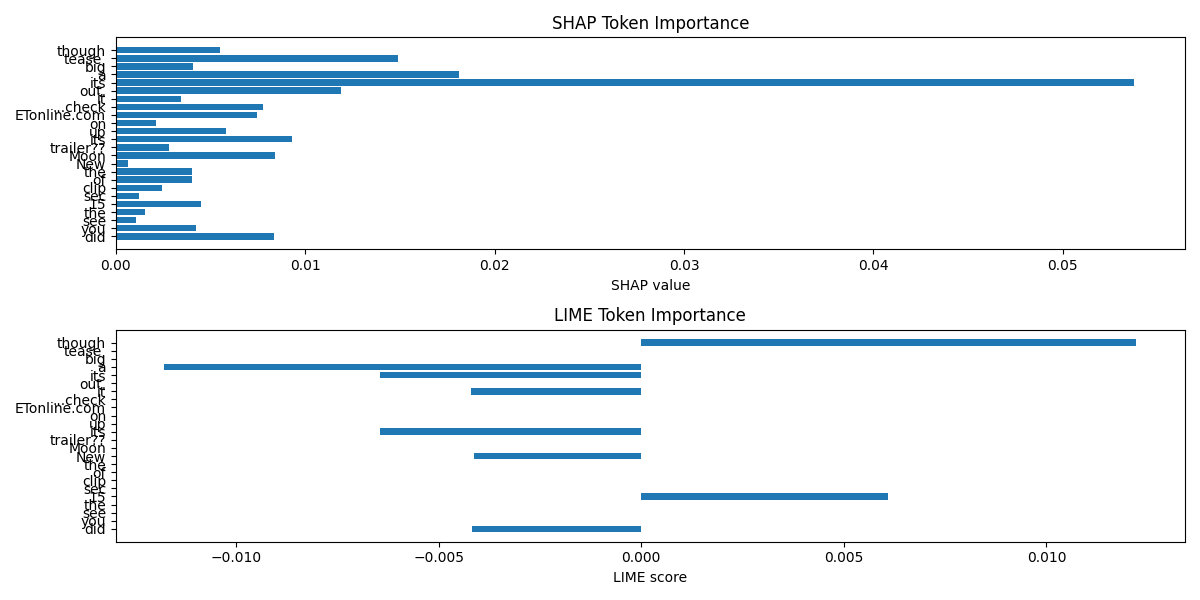 SHAP Token Importance
though
tease.
big
a
its
out.
it
...check
ETonline.com
on
up
its
trailer??
Moon
New
the
of
clip
sec
15
the
see
you
did
0.00 0.01 0.02 0.03 0.04 0.05
SHAP value
LIME Token Importance
though
tease.
big
a
its
out.
it
...check
ETonline.com
on
up
its
trailer??
Moon
New
the
of
clip
sec
15
the
see
you
did
−0.010 −0.005 0.000 0.005 0.010
LIME score